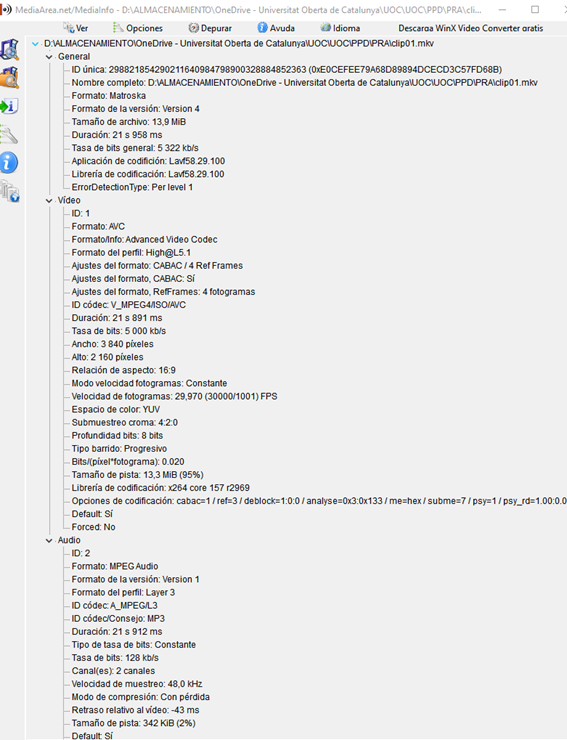 MediaArea.net/MediaInfo - D:\ALMACENAMIENTO\OneDrive - Universitat Oberta de Catalunya\UOC\UOC\PPD\PRA\cli...
Ver Opciones Depurar Ayuda Idioma Descarga WinX Video Converter gratis
D:\ALMACENAMIENTO\OneDrive - Universitat Oberta de Catalunya\UOC\UOC\PPD\PRA\clip01.mkv
General
ID única: 298821854290211640984798900328884852363 (0xE0CEFEE79A68D89894DCECD3C57FD68B)
Nombre completo: D:\ALMACENAMIENTO\OneDrive - Universitat Oberta de Catalunya\UOC\UOC\PPD\PRA\clip01.mkv
Formato: Matroska
Formato de la versión: Version 4
Tamaño de archivo: 13,9 MiB
Duración: 21 s 958 ms
Tasa de bits general: 5 322 kb/s
Aplicación de codifición: Lavf58.29.100
Librería de codificación: Lavf58.29.100
ErrorDetectionType: Per level 1
Vídeo
ID: 1
Formato: AVC
Formato/Info: Advanced Video Codec
Formato del perfil: High@L5.1
Ajustes del formato: CABAC / 4 Ref Frames
Ajustes del formato, CABAC: Sí
Ajustes del formato, RefFrames: 4 fotogramas
ID códec: V_MPEG4/ISO/AVC
Duración: 21 s 891 ms
Tasa de bits: 5 000 kb/s
Ancho: 3 840 píxeles
Alto: 2 160 píxeles
Relación de aspecto: 16:9
Modo velocidad fotogramas: Constante
Velocidad de fotogramas: 29,970 (30000/1001) FPS
Espacio de color: YUV
Submuestreo croma: 4:2:0
Profundidad bits: 8 bits
Tipo barrido: Progresivo
Bits/(píxel*fotograma): 0.020
Tamaño de pista: 13,3 MiB (95%)
Librería de codificación: x264 core 157 r2969
Opciones de codificación: cabac=1 / ref=3 / deblock=1:0:0 / analyse=0x3:0x133 / me=hex / subme=7 / psy=1 / psy_rd=1.00:0.0
Default: Sí
Forced: No
Audio
ID: 2
Formato: MPEG Audio
Formato de la versión: Version 1
Formato del perfil: Layer 3
ID códec: A_MPEG/L3
ID códec/Consejo: MP3
Duración: 21 s 912 ms
Tipo de tasa de bits: Constante
Tasa de bits: 128 kb/s
Canal(es): 2 canales
Velocidad de muestreo: 48,0 kHz
Modo de compresión: Con pérdida
Retraso relativo al vídeo: -43 ms
Tamaño de pista: 342 KiB (2%)
Default: Sí